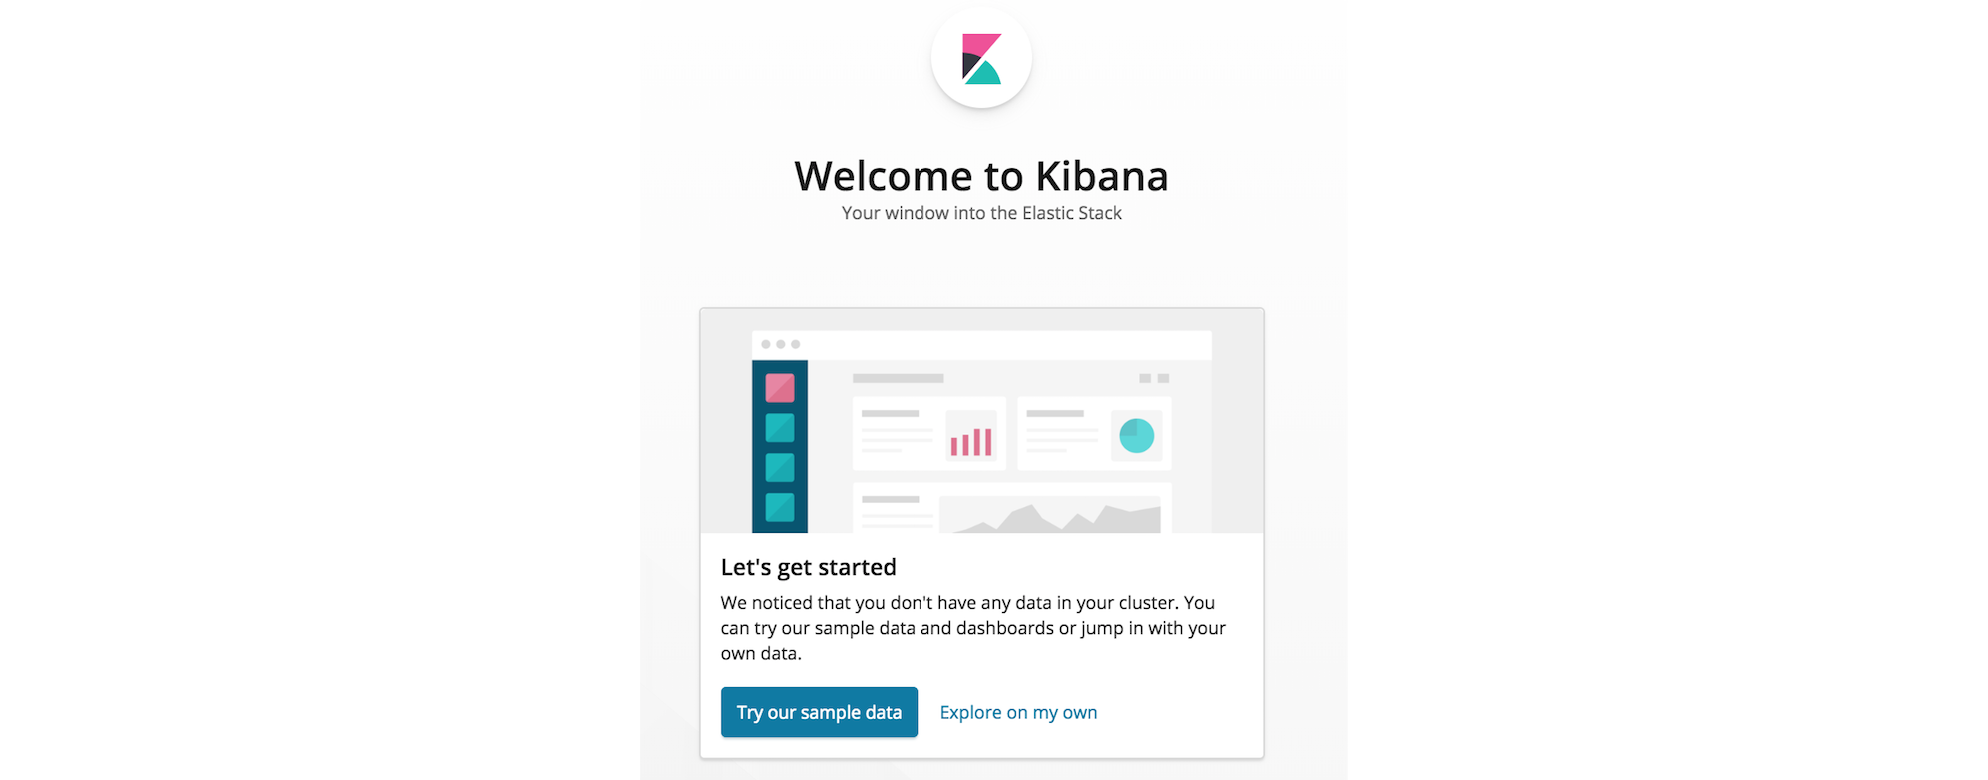 Welcome to Kibana
Your window into the Elastic Stack
Let's get started
We noticed that you don't have any data in your cluster. You
can try our sample data and dashboards or jump in with your
own data.
Try our sample data
Explore on my own